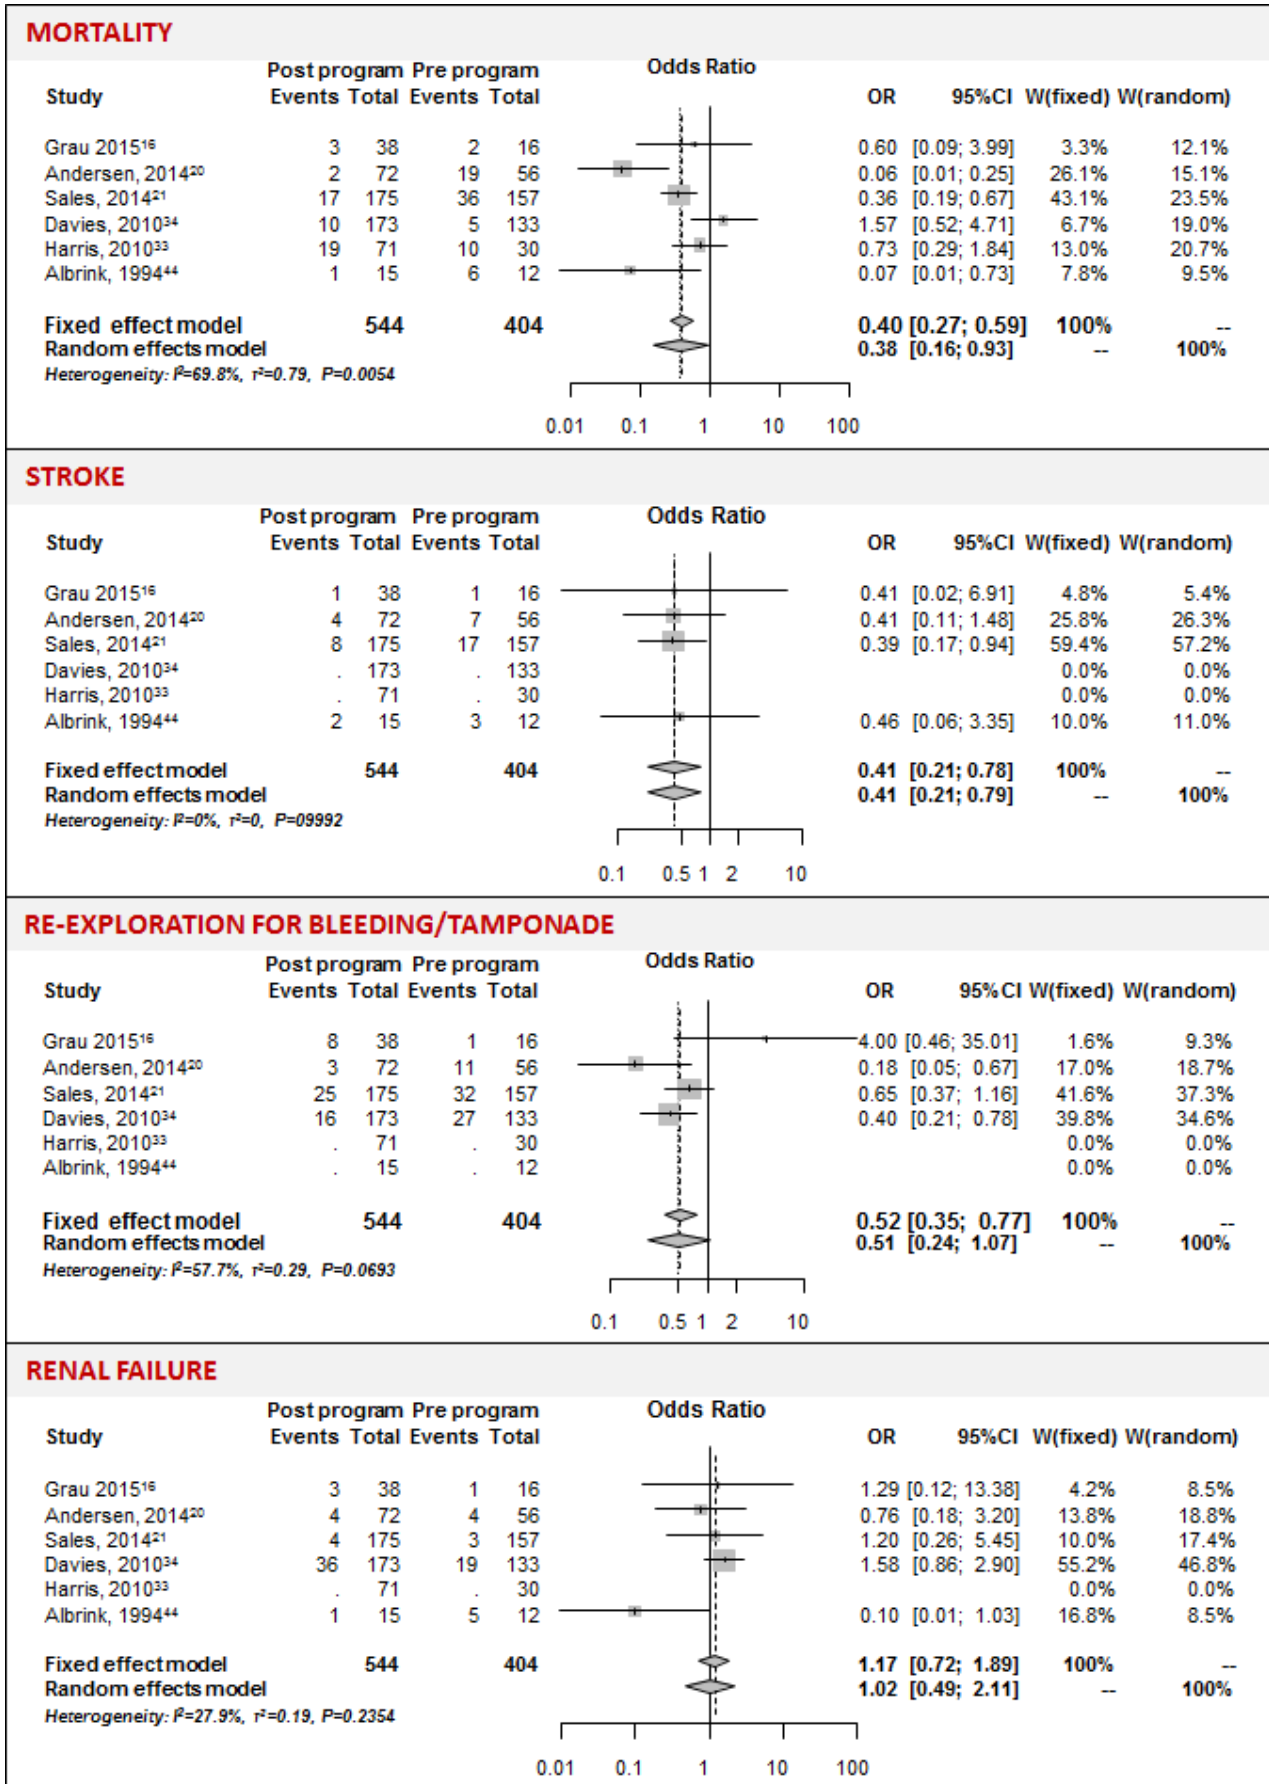 MORTALITY
Post program Pre program Odds Ratio
Study Events Total Events Total OR 95%CI W(fixed) W(random)
Grau 2015¹⁶ 3 38 2 16 0.60 [0.09; 3.99] 3.3% 12.1%
Andersen, 2014²⁰ 2 72 19 56 0.06 [0.01; 0.25] 26.1% 15.1%
Sales, 2014²¹ 17 175 36 157 0.36 [0.19; 0.67] 43.1% 23.5%
Davies, 2010³⁴ 10 173 5 133 1.57 [0.52; 4.71] 6.7% 19.0%
Harris, 2010³³ 19 71 10 30 0.73 [0.29; 1.84] 13.0% 20.7%
Albrink, 1994⁴⁴ 1 15 6 12 0.07 [0.01; 0.73] 7.8% 9.5%
Fixed effect model 544 404 0.40 [0.27; 0.59] 100% --
Random effects model 0.38 [0.16; 0.93] -- 100%
Heterogeneity: I²=69.8%, τ²=0.79, P=0.0054
0.01 0.1 1 10 100
STROKE
Post program Pre program Odds Ratio
Study Events Total Events Total OR 95%CI W(fixed) W(random)
Grau 2015¹⁶ 1 38 1 16 0.41 [0.02; 6.91] 4.8% 5.4%
Andersen, 2014²⁰ 4 72 7 56 0.41 [0.11; 1.48] 25.8% 26.3%
Sales, 2014²¹ 8 175 17 157 0.39 [0.17; 0.94] 59.4% 57.2%
Davies, 2010³⁴ . 173 . 133 0.0% 0.0%
Harris, 2010³³ . 71 . 30 0.0% 0.0%
Albrink, 1994⁴⁴ 2 15 3 12 0.46 [0.06; 3.35] 10.0% 11.0%
Fixed effect model 544 404 0.41 [0.21; 0.78] 100% --
Random effects model 0.41 [0.21; 0.79] -- 100%
Heterogeneity: I²=0%, τ²=0, P=09992
0.1 0.5 1 2 10
RE-EXPLORATION FOR BLEEDING/TAMPONADE
Post program Pre program Odds Ratio
Study Events Total Events Total OR 95%CI W(fixed) W(random)
Grau 2015¹⁶ 8 38 1 16 4.00 [0.46; 35.01] 1.6% 9.3%
Andersen, 2014²⁰ 3 72 11 56 0.18 [0.05; 0.67] 17.0% 18.7%
Sales, 2014²¹ 25 175 32 157 0.65 [0.37; 1.16] 41.6% 37.3%
Davies, 2010³⁴ 16 173 27 133 0.40 [0.21; 0.78] 39.8% 34.6%
Harris, 2010³³ . 71 . 30 0.0% 0.0%
Albrink, 1994⁴⁴ . 15 . 12 0.0% 0.0%
Fixed effect model 544 404 0.52 [0.35; 0.77] 100% --
Random effects model 0.51 [0.24; 1.07] -- 100%
Heterogeneity: I²=57.7%, τ²=0.29, P=0.0693
0.1 0.5 1 2 10
RENAL FAILURE
Post program Pre program Odds Ratio
Study Events Total Events Total OR 95%CI W(fixed) W(random)
Grau 2015¹⁶ 3 38 1 16 1.29 [0.12; 13.38] 4.2% 8.5%
Andersen, 2014²⁰ 4 72 4 56 0.76 [0.18; 3.20] 13.8% 18.8%
Sales, 2014²¹ 4 175 3 157 1.20 [0.26; 5.45] 10.0% 17.4%
Davies, 2010³⁴ 36 173 19 133 1.58 [0.86; 2.90] 55.2% 46.8%
Harris, 2010³³ . 71 . 30 0.0% 0.0%
Albrink, 1994⁴⁴ 1 15 5 12 0.10 [0.01; 1.03] 16.8% 8.5%
Fixed effect model 544 404 1.17 [0.72; 1.89] 100% --
Random effects model 1.02 [0.49; 2.11] -- 100%
Heterogeneity: I²=27.9%, τ²=0.19, P=0.2354
0.01 0.1 1 10 100